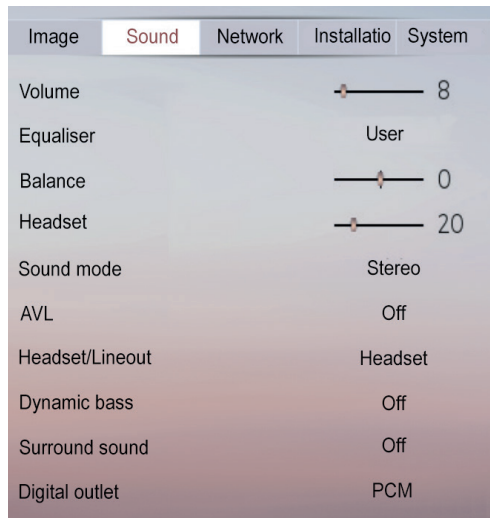 Image Sound Network Installatio System
Volume 8
Equaliser User
Balance 0
Headset 20
Sound mode Stereo
AVL Off
Headset/Lineout Headset
Dynamic bass Off
Surround sound Off
Digital outlet PCM